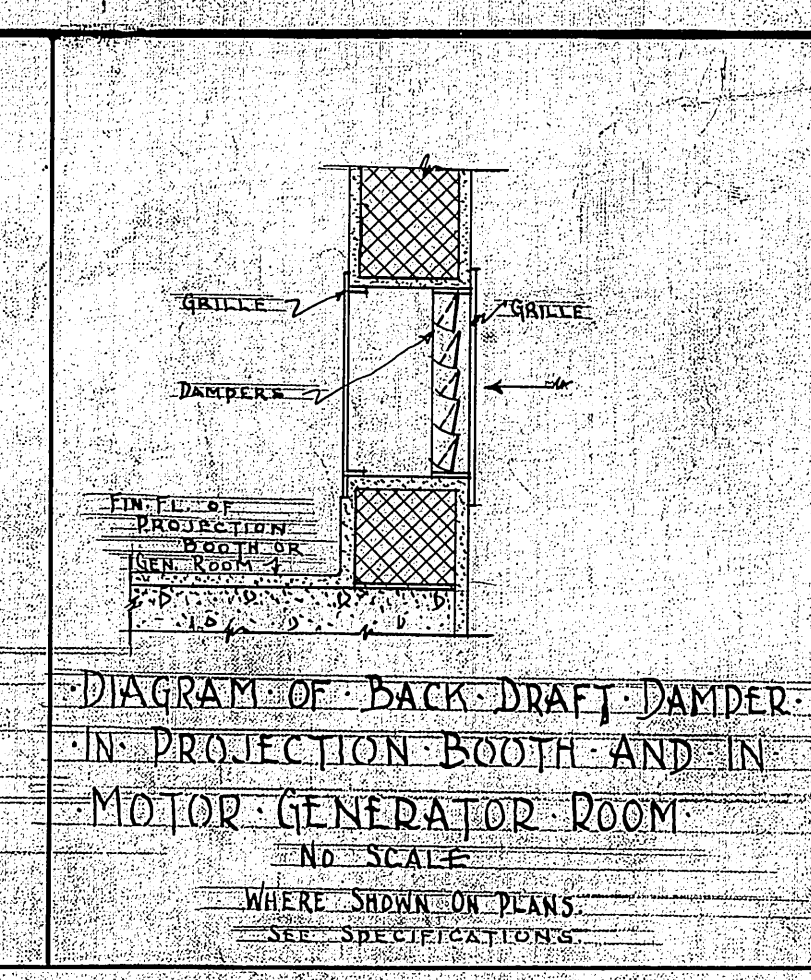 GRILLE
GRILLE
DAMPERS
FIN. FL. OF
PROJECTION
BOOTH OR
GEN. ROOM
·DIAGRAM·OF·BACK·DRAFT·DAMPER·
·IN·PROJECTION·BOOTH·AND·IN·
·MOTOR·GENERATOR·ROOM·
NO SCALE
WHERE SHOWN ON PLANS.
SEE SPECIFICATIONS.